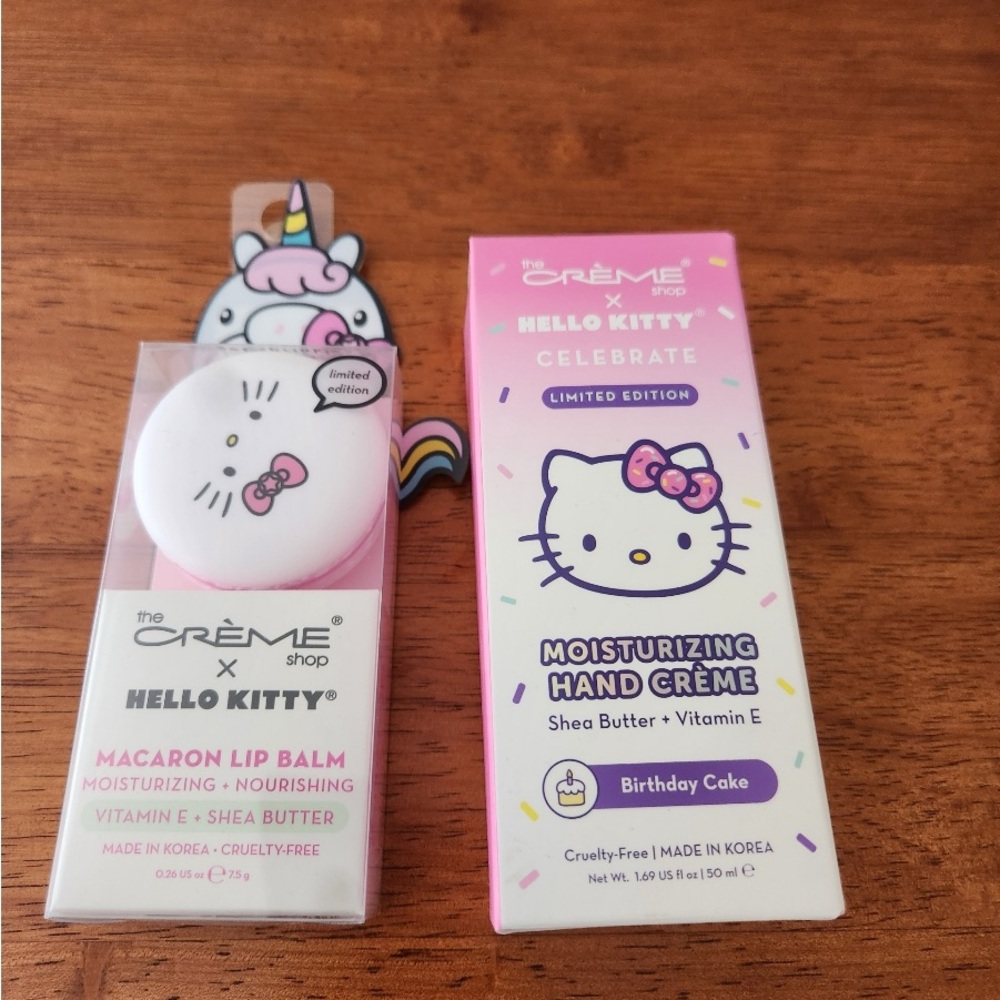 limited
edition
the
CRÈME®
shop
X
HELLO KITTY®
MACARON LIP BALM
MOISTURIZING + NOURISHING
VITAMIN E + SHEA BUTTER
MADE IN KOREA • CRUELTY-FREE
0.26 US oz ℮ 7.5 g
the
CRÈME®
shop
X
HELLO KITTY®
CELEBRATE
LIMITED EDITION
MOISTURIZING
HAND CRÈME
Shea Butter + Vitamin E
Birthday Cake
Cruelty-Free | MADE IN KOREA
Net Wt. 1.69 US fl oz | 50 ml ℮